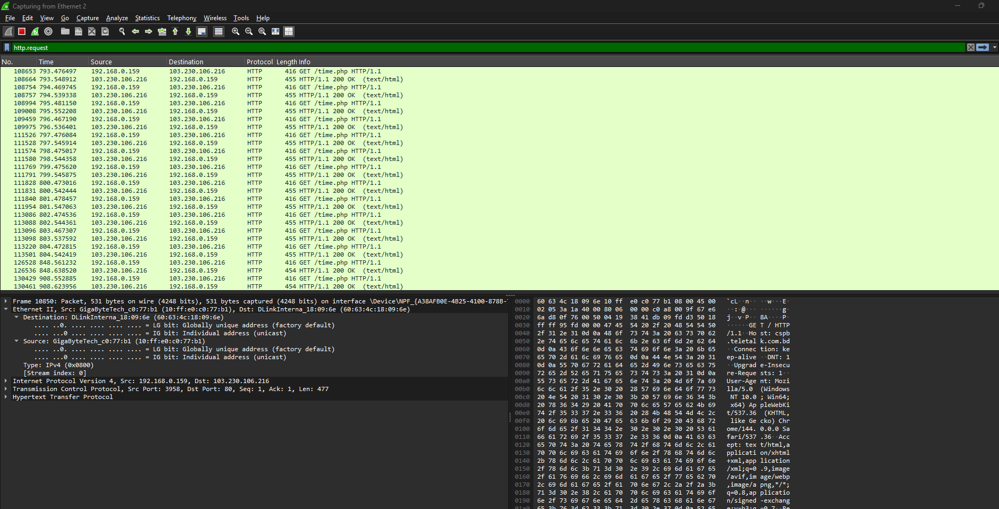 Capturing from Ethernet 2
File Edit View Go Capture Analyze Statistics Telephony Wireless Tools Help
http.request
No. Time Source Destination Protocol Length Info
108653 793.476497 192.168.0.159 103.230.106.216 HTTP 416 GET /time.php HTTP/1.1
108664 793.548912 103.230.106.216 192.168.0.159 HTTP 455 HTTP/1.1 200 OK (text/html)
108754 794.469745 192.168.0.159 103.230.106.216 HTTP 416 GET /time.php HTTP/1.1
108757 794.539338 103.230.106.216 192.168.0.159 HTTP 455 HTTP/1.1 200 OK (text/html)
108994 795.481150 192.168.0.159 103.230.106.216 HTTP 416 GET /time.php HTTP/1.1
109008 795.552208 103.230.106.216 192.168.0.159 HTTP 455 HTTP/1.1 200 OK (text/html)
109459 796.467190 192.168.0.159 103.230.106.216 HTTP 416 GET /time.php HTTP/1.1
109975 796.536401 103.230.106.216 192.168.0.159 HTTP 455 HTTP/1.1 200 OK (text/html)
111526 797.476084 192.168.0.159 103.230.106.216 HTTP 416 GET /time.php HTTP/1.1
111528 797.545914 103.230.106.216 192.168.0.159 HTTP 455 HTTP/1.1 200 OK (text/html)
111574 798.475017 192.168.0.159 103.230.106.216 HTTP 416 GET /time.php HTTP/1.1
111580 798.544358 103.230.106.216 192.168.0.159 HTTP 455 HTTP/1.1 200 OK (text/html)
111769 799.475620 192.168.0.159 103.230.106.216 HTTP 416 GET /time.php HTTP/1.1
111791 799.545875 103.230.106.216 192.168.0.159 HTTP 455 HTTP/1.1 200 OK (text/html)
111828 800.473016 192.168.0.159 103.230.106.216 HTTP 416 GET /time.php HTTP/1.1
111831 800.542444 103.230.106.216 192.168.0.159 HTTP 455 HTTP/1.1 200 OK (text/html)
111840 801.478457 192.168.0.159 103.230.106.216 HTTP 416 GET /time.php HTTP/1.1
111954 801.547063 103.230.106.216 192.168.0.159 HTTP 455 HTTP/1.1 200 OK (text/html)
113086 802.474536 192.168.0.159 103.230.106.216 HTTP 416 GET /time.php HTTP/1.1
113088 802.544361 103.230.106.216 192.168.0.159 HTTP 455 HTTP/1.1 200 OK (text/html)
113096 803.467307 192.168.0.159 103.230.106.216 HTTP 416 GET /time.php HTTP/1.1
113098 803.537592 103.230.106.216 192.168.0.159 HTTP 455 HTTP/1.1 200 OK (text/html)
113220 804.472815 192.168.0.159 103.230.106.216 HTTP 416 GET /time.php HTTP/1.1
113501 804.542419 103.230.106.216 192.168.0.159 HTTP 455 HTTP/1.1 200 OK (text/html)
126528 848.561232 192.168.0.159 103.230.106.216 HTTP 416 GET /time.php HTTP/1.1
126536 848.638520 103.230.106.216 192.168.0.159 HTTP 454 HTTP/1.1 200 OK (text/html)
130429 908.552885 192.168.0.159 103.230.106.216 HTTP 416 GET /time.php HTTP/1.1
130461 908.623956 103.230.106.216 192.168.0.159 HTTP 454 HTTP/1.1 200 OK (text/html)
Frame 10850: Packet, 531 bytes on wire (4248 bits), 531 bytes captured (4248 bits) on interface \Device\NPF_{A38AFB0E-4B25-4100-878B-
Ethernet II, Src: GigaByteTech_c0:77:b1 (10:ff:e0:c0:77:b1), Dst: DLinkInterna_18:09:6e (60:63:4c:18:09:6e)
Destination: DLinkInterna_18:09:6e (60:63:4c:18:09:6e)
.... ..0. .... .... .... .... = LG bit: Globally unique address (factory default)
.... ...0 .... .... .... .... = IG bit: Individual address (unicast)
Source: GigaByteTech_c0:77:b1 (10:ff:e0:c0:77:b1)
.... ..0. .... .... .... .... = LG bit: Globally unique address (factory default)
.... ...0 .... .... .... .... = IG bit: Individual address (unicast)
Type: IPv4 (0x0800)
[Stream index: 0]
Internet Protocol Version 4, Src: 192.168.0.159, Dst: 103.230.106.216
Transmission Control Protocol, Src Port: 3958, Dst Port: 80, Seq: 1, Ack: 1, Len: 477
Hypertext Transfer Protocol
0000 60 63 4c 18 09 6e 10 ff e0 c0 77 b1 08 00 45 00 `cL··n·· ··w···E·
0010 02 05 3a 1a 40 00 80 06 00 00 c0 a8 00 9f 67 e6 ··:·@··· ······g·
0020 6a d8 0f 76 00 50 04 19 38 41 db 09 fd d3 50 18 j··v·P·· 8A····P·
0030 ff ff 95 fd 00 00 47 45 54 20 2f 20 48 54 54 50 ······GE T / HTTP
0040 2f 31 2e 31 0d 0a 48 6f 73 74 3a 20 63 73 70 62 /1.1··Ho st: cspb
0050 2e 74 65 6c 65 74 61 6c 6b 2e 63 6f 6d 2e 62 64 .teletal k.com.bd
0060 0d 0a 43 6f 6e 6e 65 63 74 69 6f 6e 3a 20 6b 65 ··Connec tion: ke
0070 65 70 2d 61 6c 69 76 65 0d 0a 44 4e 54 3a 20 31 ep-alive ··DNT: 1
0080 0d 0a 55 70 67 72 61 64 65 2d 49 6e 73 65 63 75 ··Upgrad e-Insecu
0090 72 65 2d 52 65 71 75 65 73 74 73 3a 20 31 0d 0a re-Reque sts: 1··
00a0 55 73 65 72 2d 41 67 65 6e 74 3a 20 4d 6f 7a 69 User-Age nt: Mozi
00b0 6c 6c 61 2f 35 2e 30 20 28 57 69 6e 64 6f 77 73 lla/5.0 (Windows
00c0 20 4e 54 20 31 30 2e 30 3b 20 57 69 6e 36 34 3b NT 10.0 ; Win64;
00d0 20 78 36 34 29 20 41 70 70 6c 65 57 65 62 4b 69 x64) Ap pleWebKi
00e0 74 2f 35 33 37 2e 33 36 20 28 4b 48 54 4d 4c 2c t/537.36 (KHTML,
00f0 20 6c 69 6b 65 20 47 65 63 6b 6f 29 20 43 68 72 like Ge cko) Chr
0100 6f 6d 65 2f 31 34 34 2e 30 2e 30 2e 30 20 53 61 ome/144. 0.0.0 Sa
0110 66 61 72 69 2f 35 33 37 2e 33 36 0d 0a 41 63 63 fari/537 .36··Acc
0120 65 70 74 3a 20 74 65 78 74 2f 68 74 6d 6c 2c 61 ept: tex t/html,a
0130 70 70 6c 69 63 61 74 69 6f 6e 2f 78 68 74 6d 6c pplicati on/xhtml
0140 2b 78 6d 6c 2c 61 70 70 6c 69 63 61 74 69 6f 6e +xml,app lication
0150 2f 78 6d 6c 3b 71 3d 30 2e 39 2c 69 6d 61 67 65 /xml;q=0 .9,image
0160 2f 61 76 69 66 2c 69 6d 61 67 65 2f 77 65 62 70 /avif,im age/webp
0170 2c 69 6d 61 67 65 2f 61 70 6e 67 2c 2a 2f 2a 3b ,image/a png,*/*;
0180 71 3d 30 2e 38 2c 61 70 70 6c 69 63 61 74 69 6f q=0.8,ap plicatio
0190 6e 2f 73 69 67 6e 65 64 2d 65 78 63 68 61 6e 67 n/signed -exchang
01a0 65 3b 76 3d 62 33 3b 71 3d 30 2e 37 0d 0a 52 65 e;v=b3;q =0.7··Re